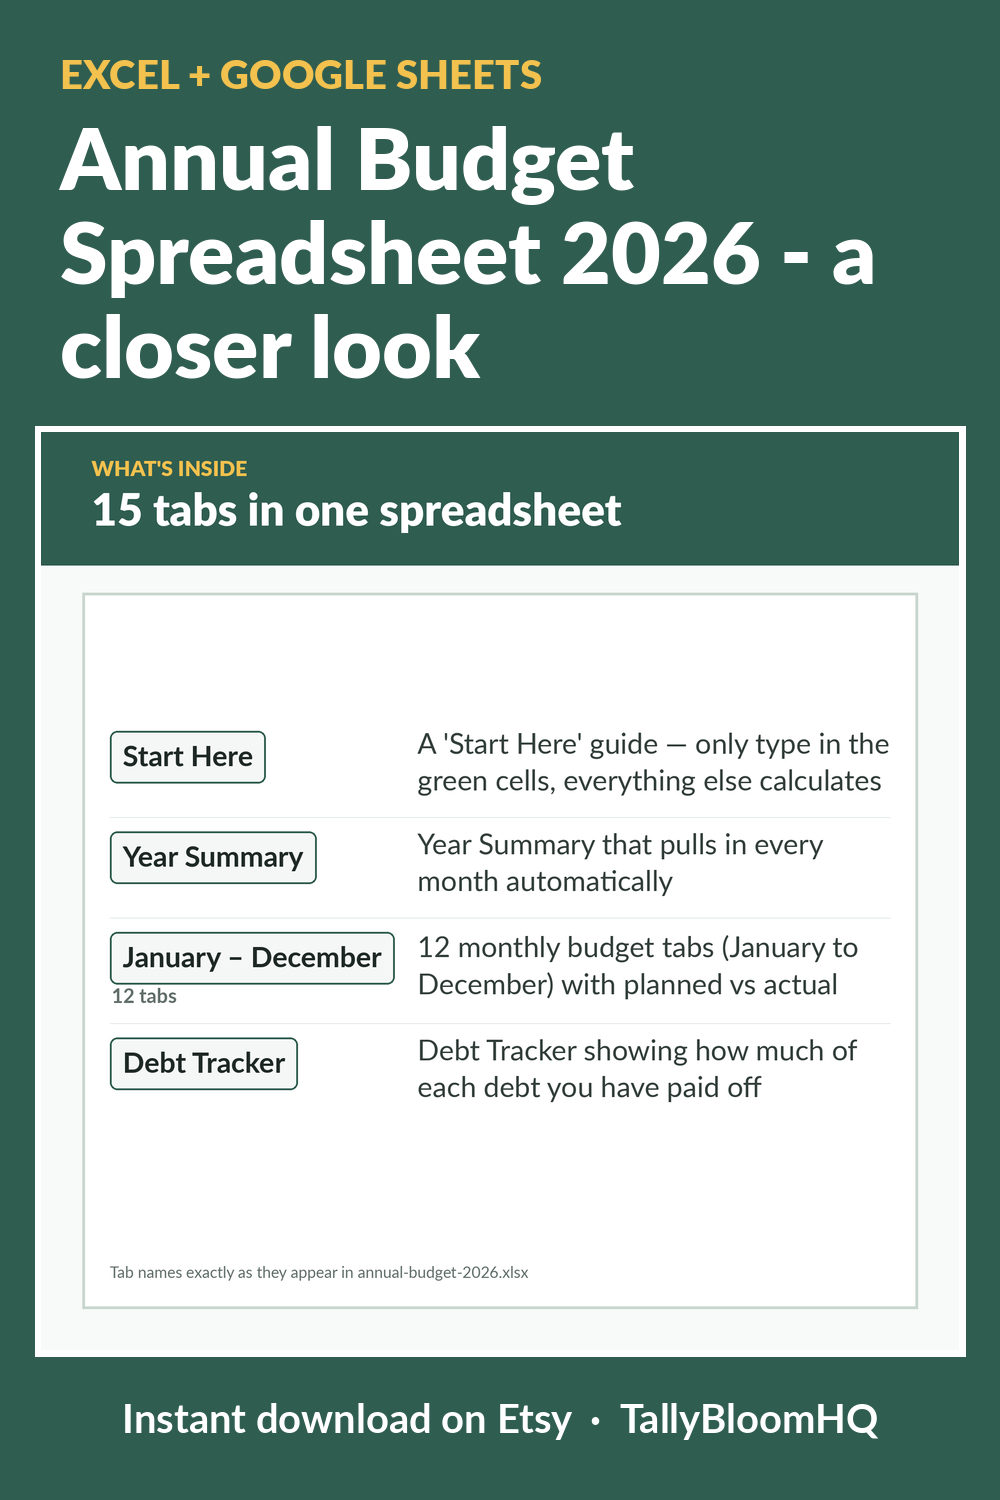 EXCEL + GOOGLE SHEETS
Annual Budget
Spreadsheet 2026 - a
closer look
WHAT'S INSIDE
15 tabs in one spreadsheet
Start Here
A 'Start Here' guide — only type in the
green cells, everything else calculates
Year Summary
Year Summary that pulls in every
month automatically
January – December
12 tabs
12 monthly budget tabs (January to
December) with planned vs actual
Debt Tracker
Debt Tracker showing how much of
each debt you have paid off
Tab names exactly as they appear in annual-budget-2026.xlsx
Instant download on Etsy · TallyBloomHQ